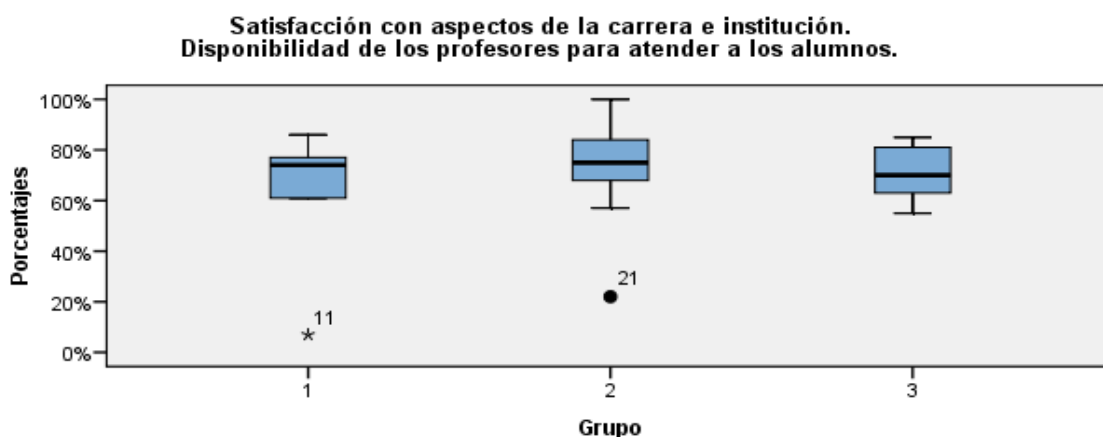 Satisfacción con aspectos de la carrera e institución.
Disponibilidad de los profesores para atender a los alumnos.
Porcentajes
100%
80%
60%
40%
20%
0%
11
21
1
2
3
Grupo